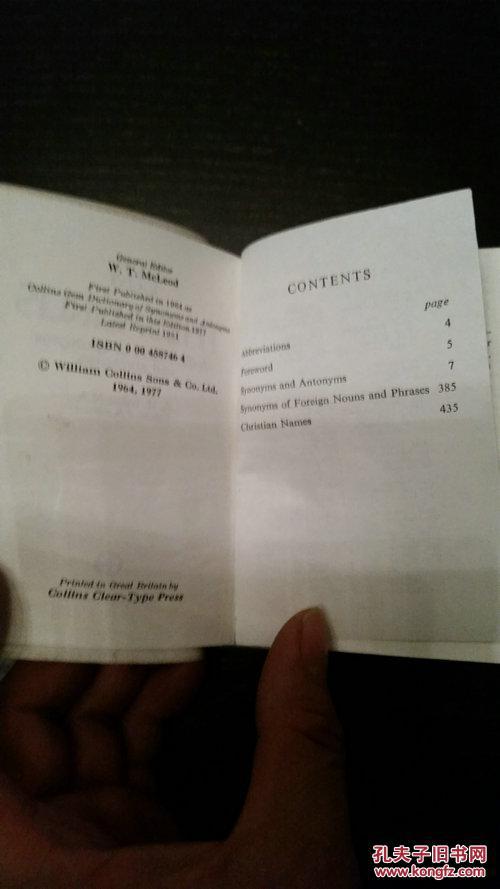 General Editor
W. T. McLeod
First Published in 1964 as
Collins Gem Dictionary of Synonyms and Antonyms
First Published in this Edition 1977
Latest Reprint 1981
ISBN 0 00 458746 4
© William Collins Sons & Co. Ltd.
1964, 1977
Printed in Great Britain by
Collins Clear-Type Press
CONTENTS
page
Abbreviations 4
Foreword 5
Synonyms and Antonyms 7
Synonyms of Foreign Nouns and Phrases 385
Christian Names 435
孔夫子旧书网
www.kongfz.com